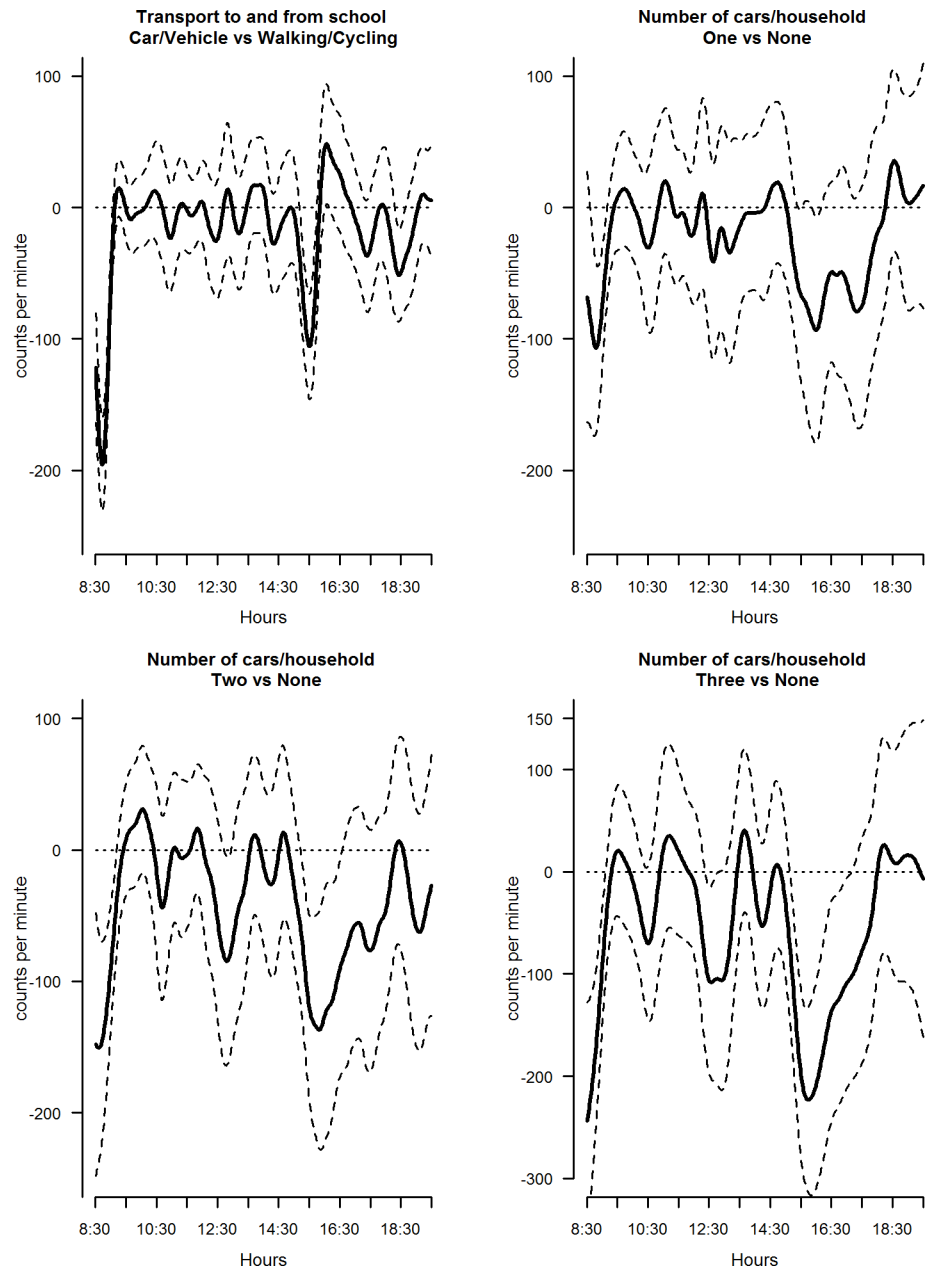 Transport to and from school
Car/Vehicle vs Walking/Cycling
100
0
-100
-200
counts per minute
8:30 10:30 12:30 14:30 16:30 18:30
Hours
Number of cars/household
One vs None
100
0
-100
-200
counts per minute
8:30 10:30 12:30 14:30 16:30 18:30
Hours
Number of cars/household
Two vs None
100
0
-100
-200
counts per minute
8:30 10:30 12:30 14:30 16:30 18:30
Hours
Number of cars/household
Three vs None
150
100
0
-100
-200
-300
counts per minute
8:30 10:30 12:30 14:30 16:30 18:30
Hours